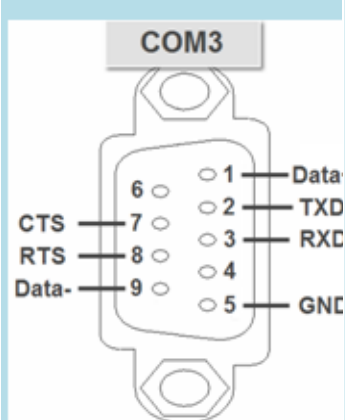 COM3
1 Data
6
2 TXD
CTS 7
3 RXD
RTS 8
4
Data- 9
5 GND